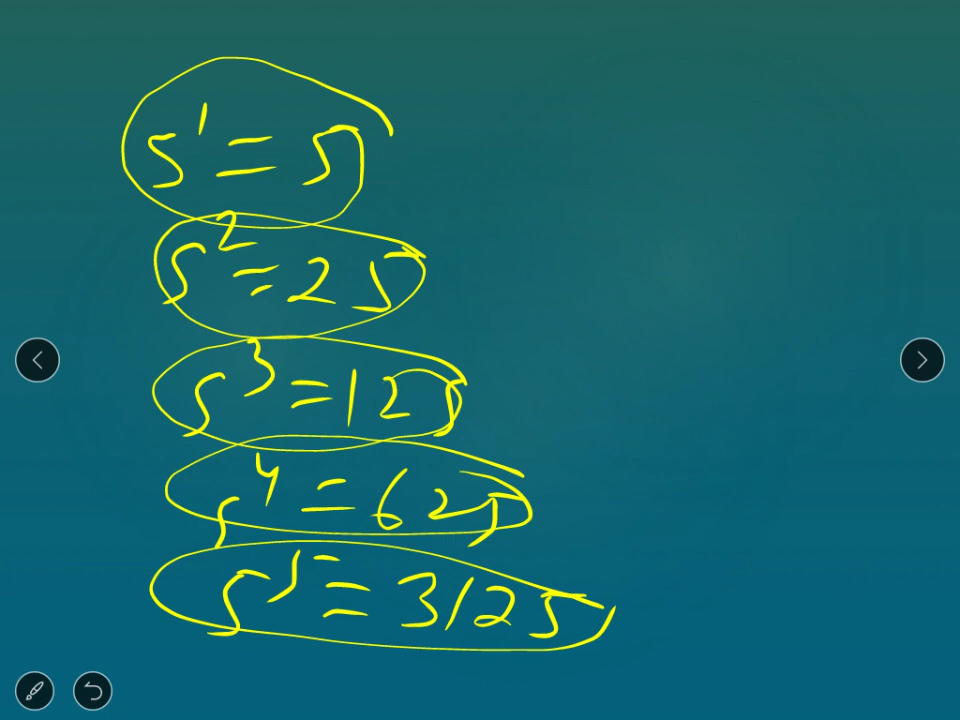 5¹ = 5
5² = 25
5³ = 125
5⁴ = 625
5⁵ = 3125